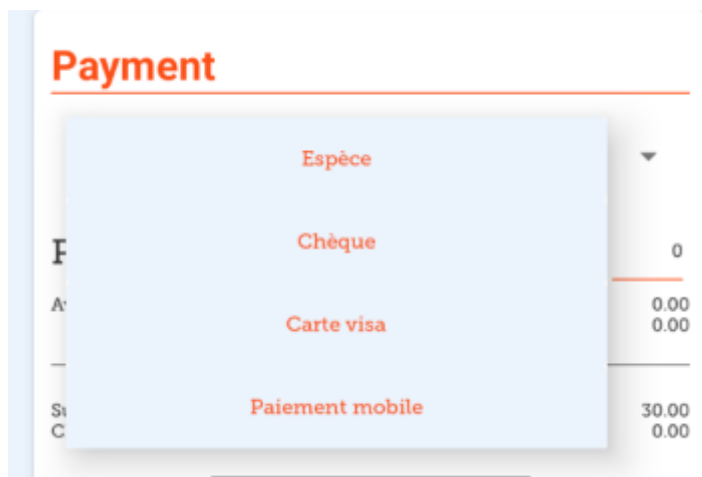 Payment
Espèce
Chèque
0
0.00
Carte visa
0.00
Paiement mobile
30.00
0.00